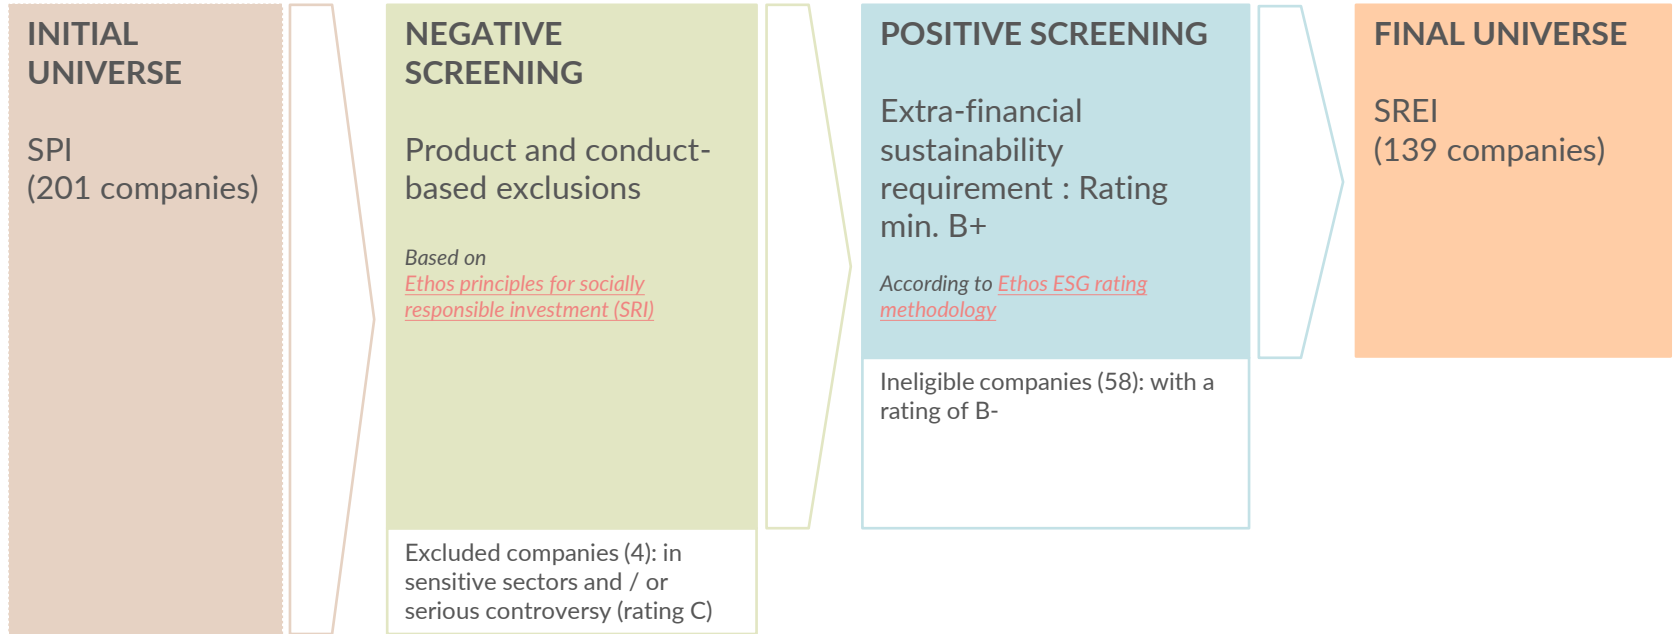 INITIAL
UNIVERSE
SPI
(201 companies)
NEGATIVE
SCREENING
Product and conduct-
based exclusions
Based on
Ethos principles for socially
responsible investment (SRI)
Excluded companies (4): in
sensitive sectors and / or
serious controversy (rating C)
POSITIVE SCREENING
Extra-financial
sustainability
requirement : Rating
min. B+
According to Ethos ESG rating
methodology
Ineligible companies (58): with a
rating of B-
FINAL UNIVERSE
SREI
(139 companies)